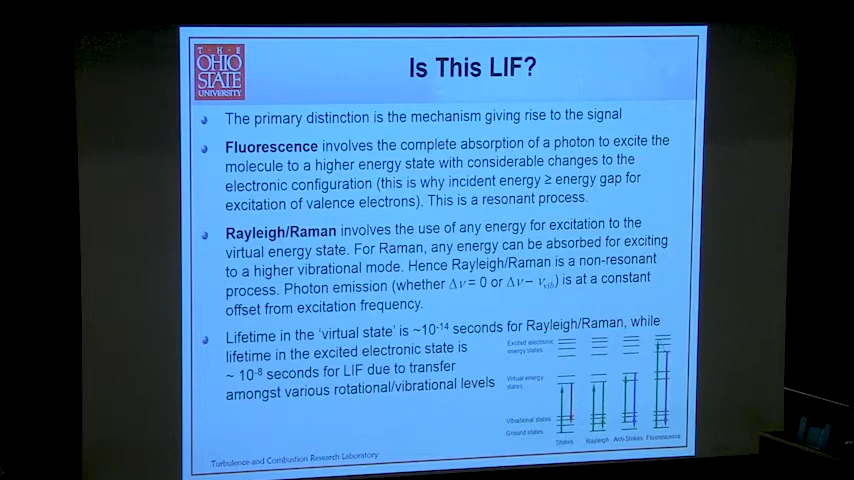 T · H · E
OHIO
STATE
UNIVERSITY
Is This LIF?
The primary distinction is the mechanism giving rise to the signal
Fluorescence involves the complete absorption of a photon to excite the
molecule to a higher energy state with considerable changes to the
electronic configuration (this is why incident energy ≥ energy gap for
excitation of valence electrons). This is a resonant process.
Rayleigh/Raman involves the use of any energy for excitation to the
virtual energy state. For Raman, any energy can be absorbed for exciting
to a higher vibrational mode. Hence Rayleigh/Raman is a non-resonant
process. Photon emission (whether Δν = 0 or Δν − νvib) is at a constant
offset from excitation frequency.
Lifetime in the 'virtual state' is ~10-14 seconds for Rayleigh/Raman, while
lifetime in the excited electronic state is
~ 10-8 seconds for LIF due to transfer
amongst various rotational/vibrational levels
Excited electronic
energy states
Virtual energy
states
Vibrational states
Ground states
Stokes Rayleigh Anti-Stokes Fluorescence
Turbulence and Combustion Research Laboratory